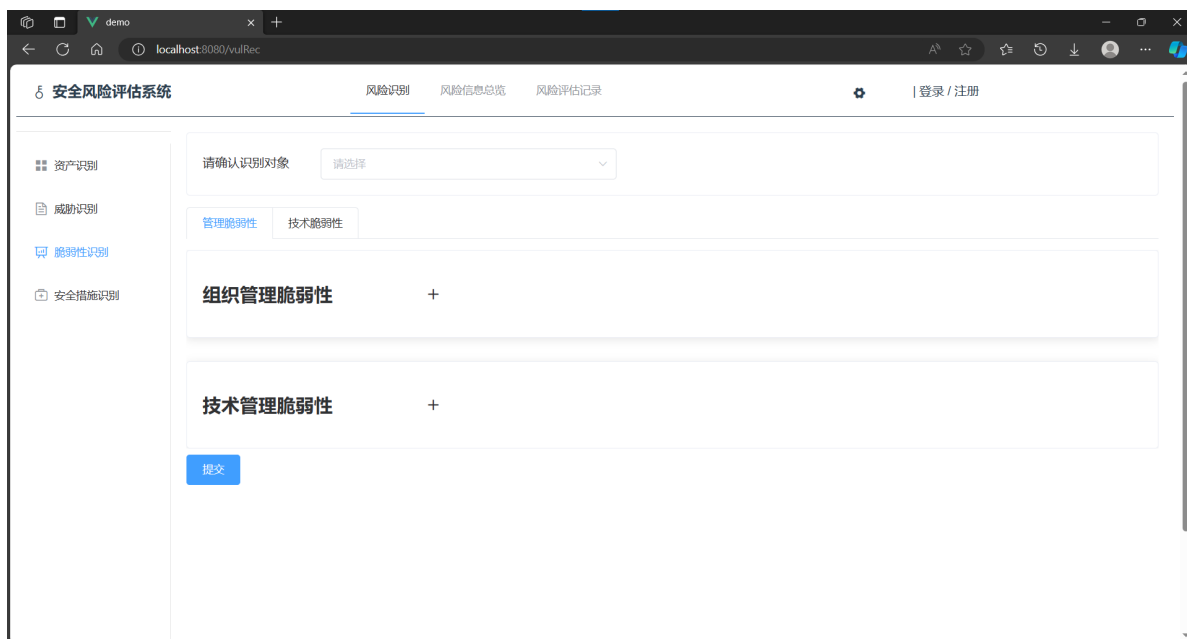 demo
localhost:8080/vulRec
安全风险评估系统
风险识别 风险信息总览 风险评估记录
| 登录 / 注册
资产识别
威胁识别
脆弱性识别
安全措施识别
请确认识别对象 请选择
管理脆弱性 技术脆弱性
组织管理脆弱性 +
技术管理脆弱性 +
提交